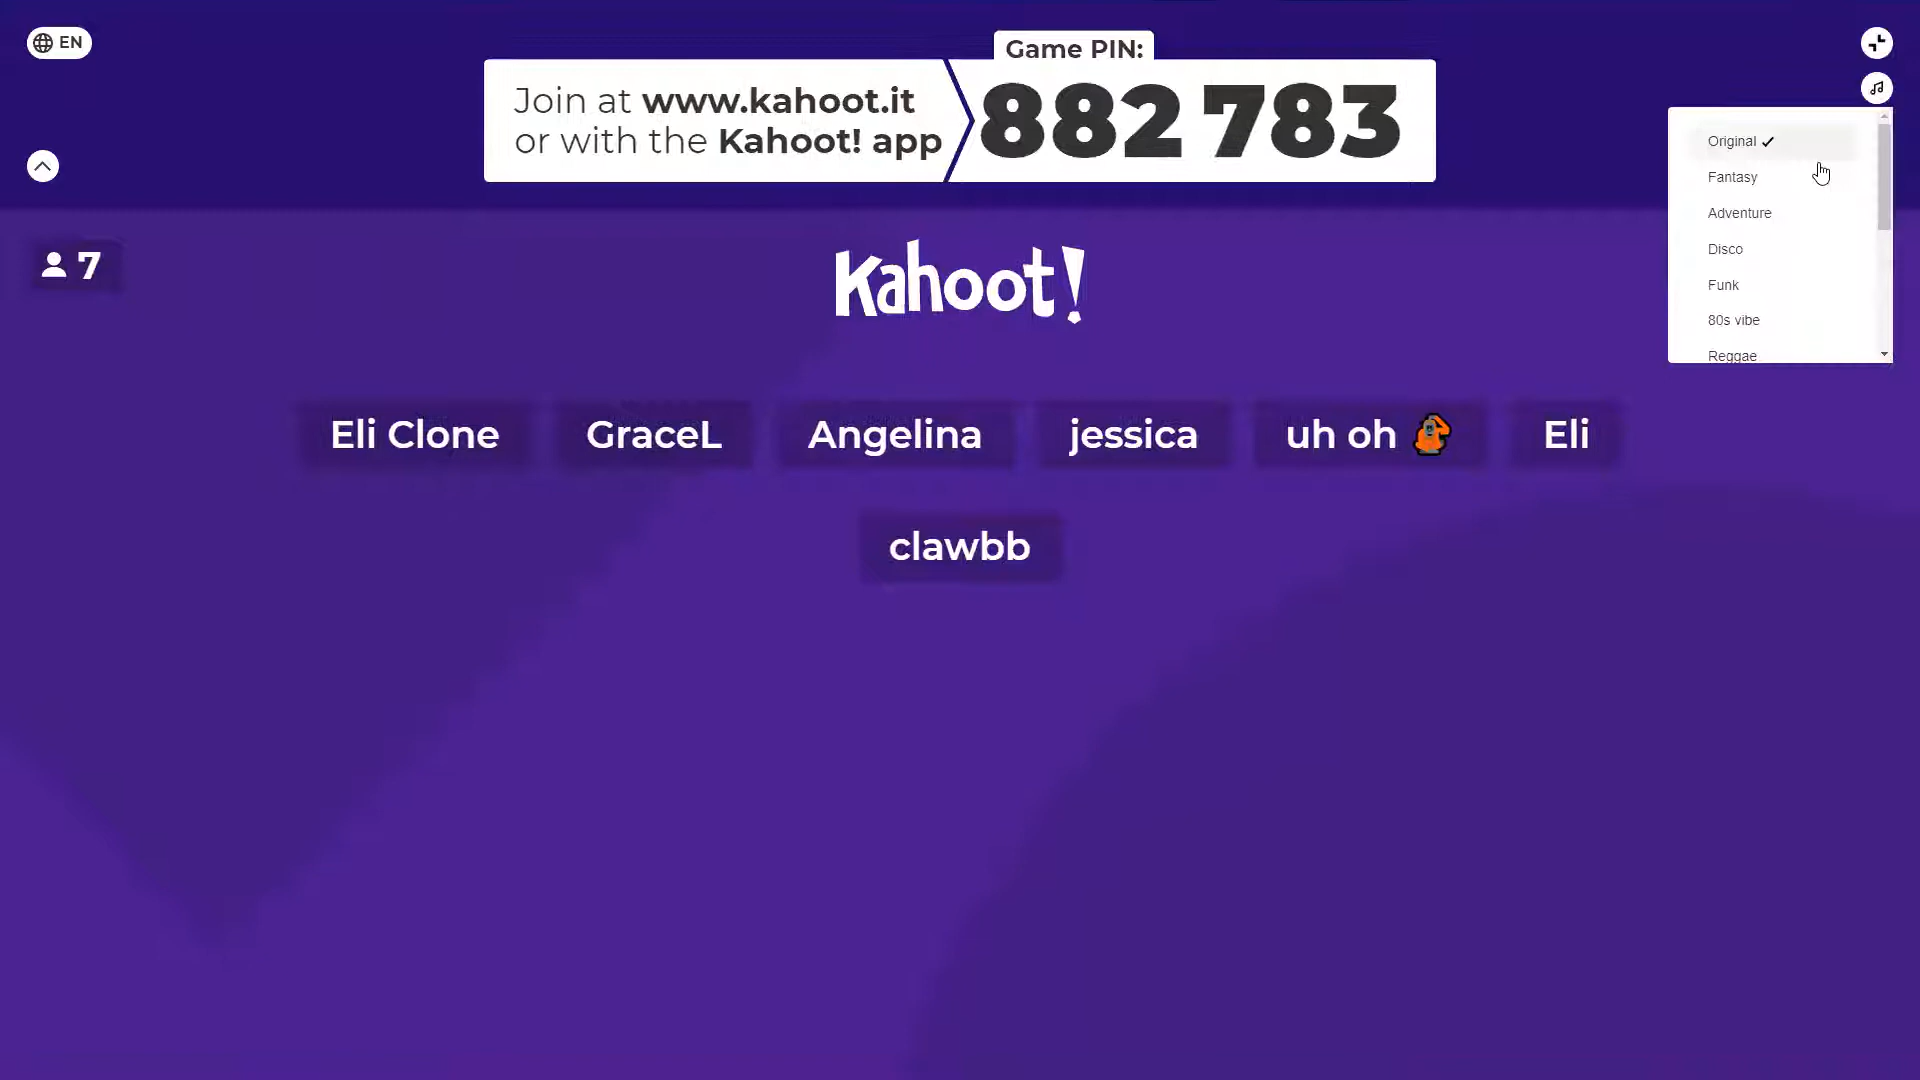 EN
Game PIN:
Join at www.kahoot.it
or with the Kahoot! app
882 783
Original ✓
Fantasy
Adventure
Disco
Funk
80s vibe
Reggae
7
Kahoot!
Eli Clone
GraceL
Angelina
jessica
uh oh
Eli
clawbb